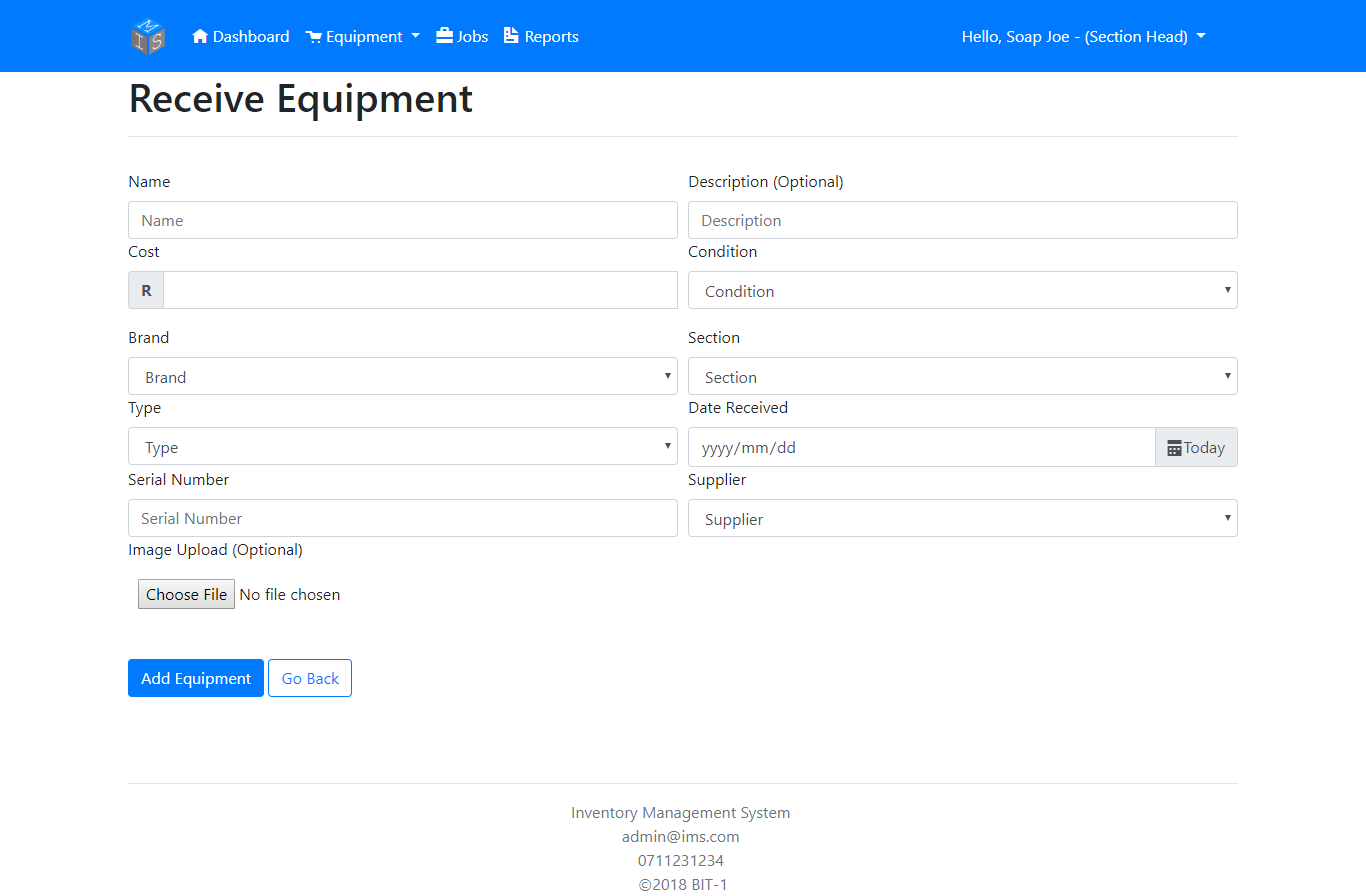 M
I S
Dashboard Equipment Jobs Reports Hello, Soap Joe - (Section Head)
Receive Equipment
Name Description (Optional)
Name Description
Cost Condition
R Condition
Brand Section
Brand Section
Type Date Received
Type yyyy/mm/dd Today
Serial Number Supplier
Serial Number Supplier
Image Upload (Optional)
Choose File No file chosen
Add Equipment Go Back
Inventory Management System
admin@ims.com
0711231234
©2018 BIT-1